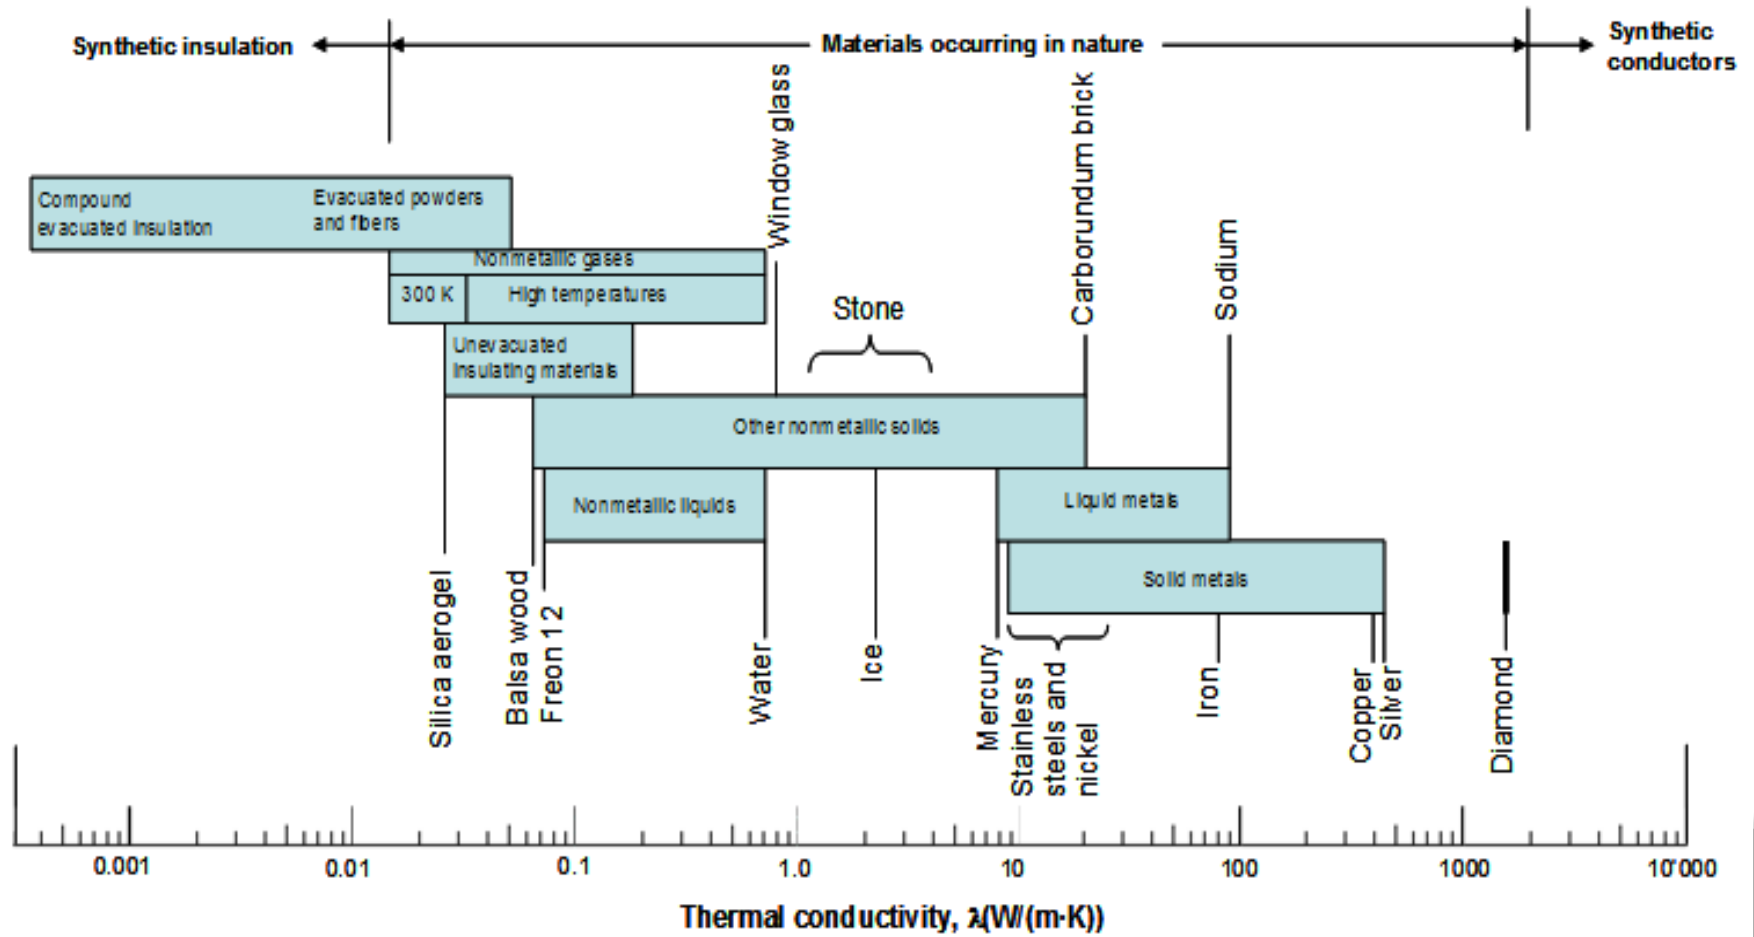 Synthetic insulation
Materials occurring in nature
Synthetic
conductors
Window glass
Carborundum brick
Sodium
Compound
evacuated insulation
Evacuated powders
and fibers
Nonmetallic gases
300 K
High temperatures
Stone
Unevacuated
insulating materials
Other nonmetallic solids
Nonmetallic liquids
Liquid metals
Solid metals
Silica aerogel
Balsa wood
Freon 12
Water
Ice
Mercury
Stainless
steels and
nickel
Iron
Copper
Silver
Diamond
0.001
0.01
0.1
1.0
10
100
1000
10'000
Thermal conductivity, λ(W/(m·K))